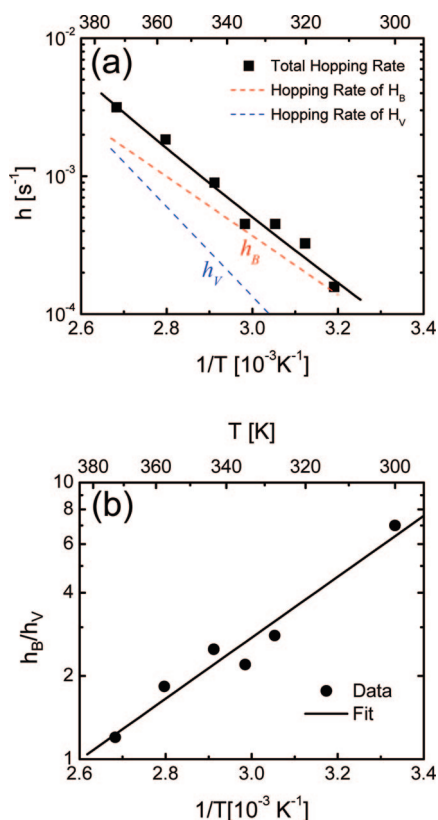 380 360 340 320 300
(a)
Total Hopping Rate
Hopping Rate of H_B
Hopping Rate of H_V
10^-2
10^-3
10^-4
h [s^-1]
h_B
h_V
2.6 2.8 3.0 3.2 3.4
1/T [10^-3K^-1]
T [K]
380 360 340 320 300
(b)
10
8
6
4
2
1
h_B/h_V
Data
Fit
2.6 2.8 3.0 3.2 3.4
1/T[10^-3 K^-1]